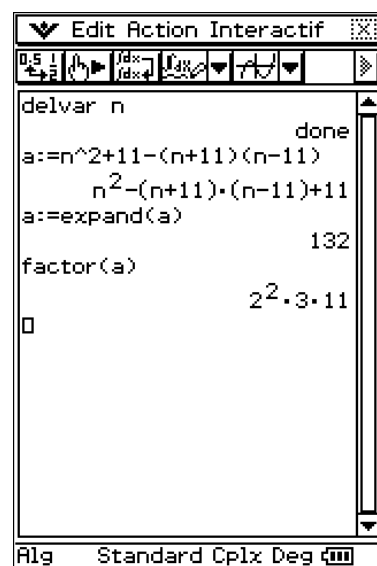 Edit Action Interactif
delvar n
done
a:=n^2+11-(n+11)(n-11)
n²-(n+11)·(n-11)+11
a:=expand(a)
132
factor(a)
2²·3·11
Alg Standard Cplx Deg